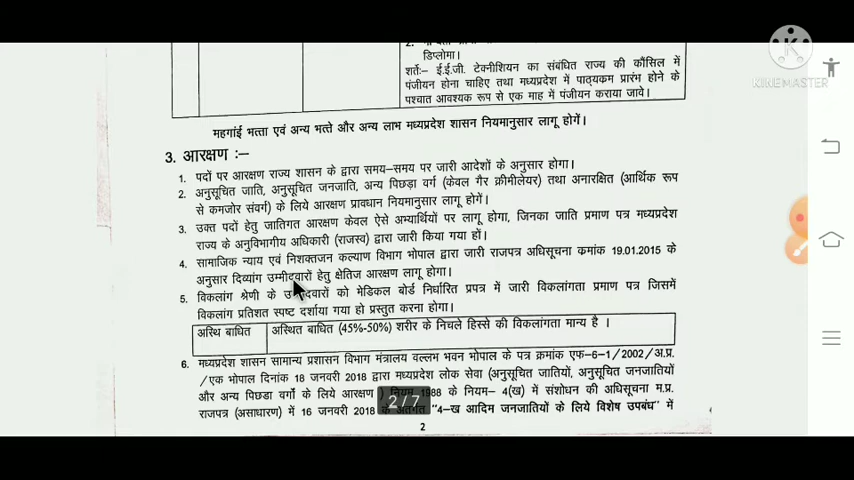 2.
डिप्लोमा।
शर्तः– ई.ई.जी. टेक्नीशियन का संबंधित राज्य की कौंसिल में
पंजीयन होना चाहिए तथा मध्यप्रदेश में पाठ्यकम प्रारंभ होने के
पश्चात आवश्यक रूप से एक माह में पंजीयन कराया जावे।
KINEMASTER
महगांई भत्ता एवं अन्य भत्ते और अन्य लाभ मध्यप्रदेश शासन नियमानुसार लागू होगें।
3. आरक्षण :–
1. पदों पर आरक्षण राज्य शासन के द्वारा समय–समय पर जारी आदेशों के अनुसार होगा।
2. अनुसूचित जाति, अनुसूचित जनजाति, अन्य पिछड़ा वर्ग (केवल गैर क्रीमीलेयर) तथा अनारक्षित (आर्थिक रूप
से कमजोर संवर्ग) के लिये आरक्षण प्रावधान नियमानुसार लागू होगें।
3. उक्त पदों हेतु जातिगत आरक्षण केवल ऐसे अभ्यार्थियों पर लागू होगा, जिनका जाति प्रमाण पत्र मध्यप्रदेश
राज्य के अनुविभागीय अधिकारी (राजस्व) द्वारा जारी किया गया हों।
4. सामाजिक न्याय एवं निशक्तजन कल्याण विभाग भोपाल द्वारा जारी राजपत्र अधिसूचना कमांक 19.01.2015 के
अनुसार दिव्यांग उम्मीदवारों हेतु क्षेतिज आरक्षण लागू होगा।
5. विकलांग श्रेणी के उम्मीदवारों को मेडिकल बोर्ड निर्धारित प्रपत्र में जारी विकलांगता प्रमाण पत्र जिसमें
विकलांग प्रतिशत स्पष्ट दर्शाया गया हो प्रस्तुत करना होगा।
अस्थि बाधित अस्थित बाधित (45%-50%) शरीर के निचले हिस्से की विकलांगता मान्य है ।
6. मध्यप्रदेश शासन सामान्य प्रशासन विभाग मंत्रालय वल्लभ भवन भोपाल के पत्र क्रमांक एफ–6–1/2002/अ.प्र.
/एक भोपाल दिनांक 18 जनवरी 2018 द्वारा मध्यप्रदेश लोक सेवा (अनुसूचित जातियों, अनुसूचित जनजातियों
और अन्य पिछडा वर्गो के लिये आरक्षण ) नियम 1988 के नियम– 4(ख) में संशोधन की अधिसूचना म.प्र.
राजपत्र (असाधारण) में 16 जनवरी 2018 के "4–ख आदिम जनजातियों के लिये विशेष उपबंध" में
2/7
2